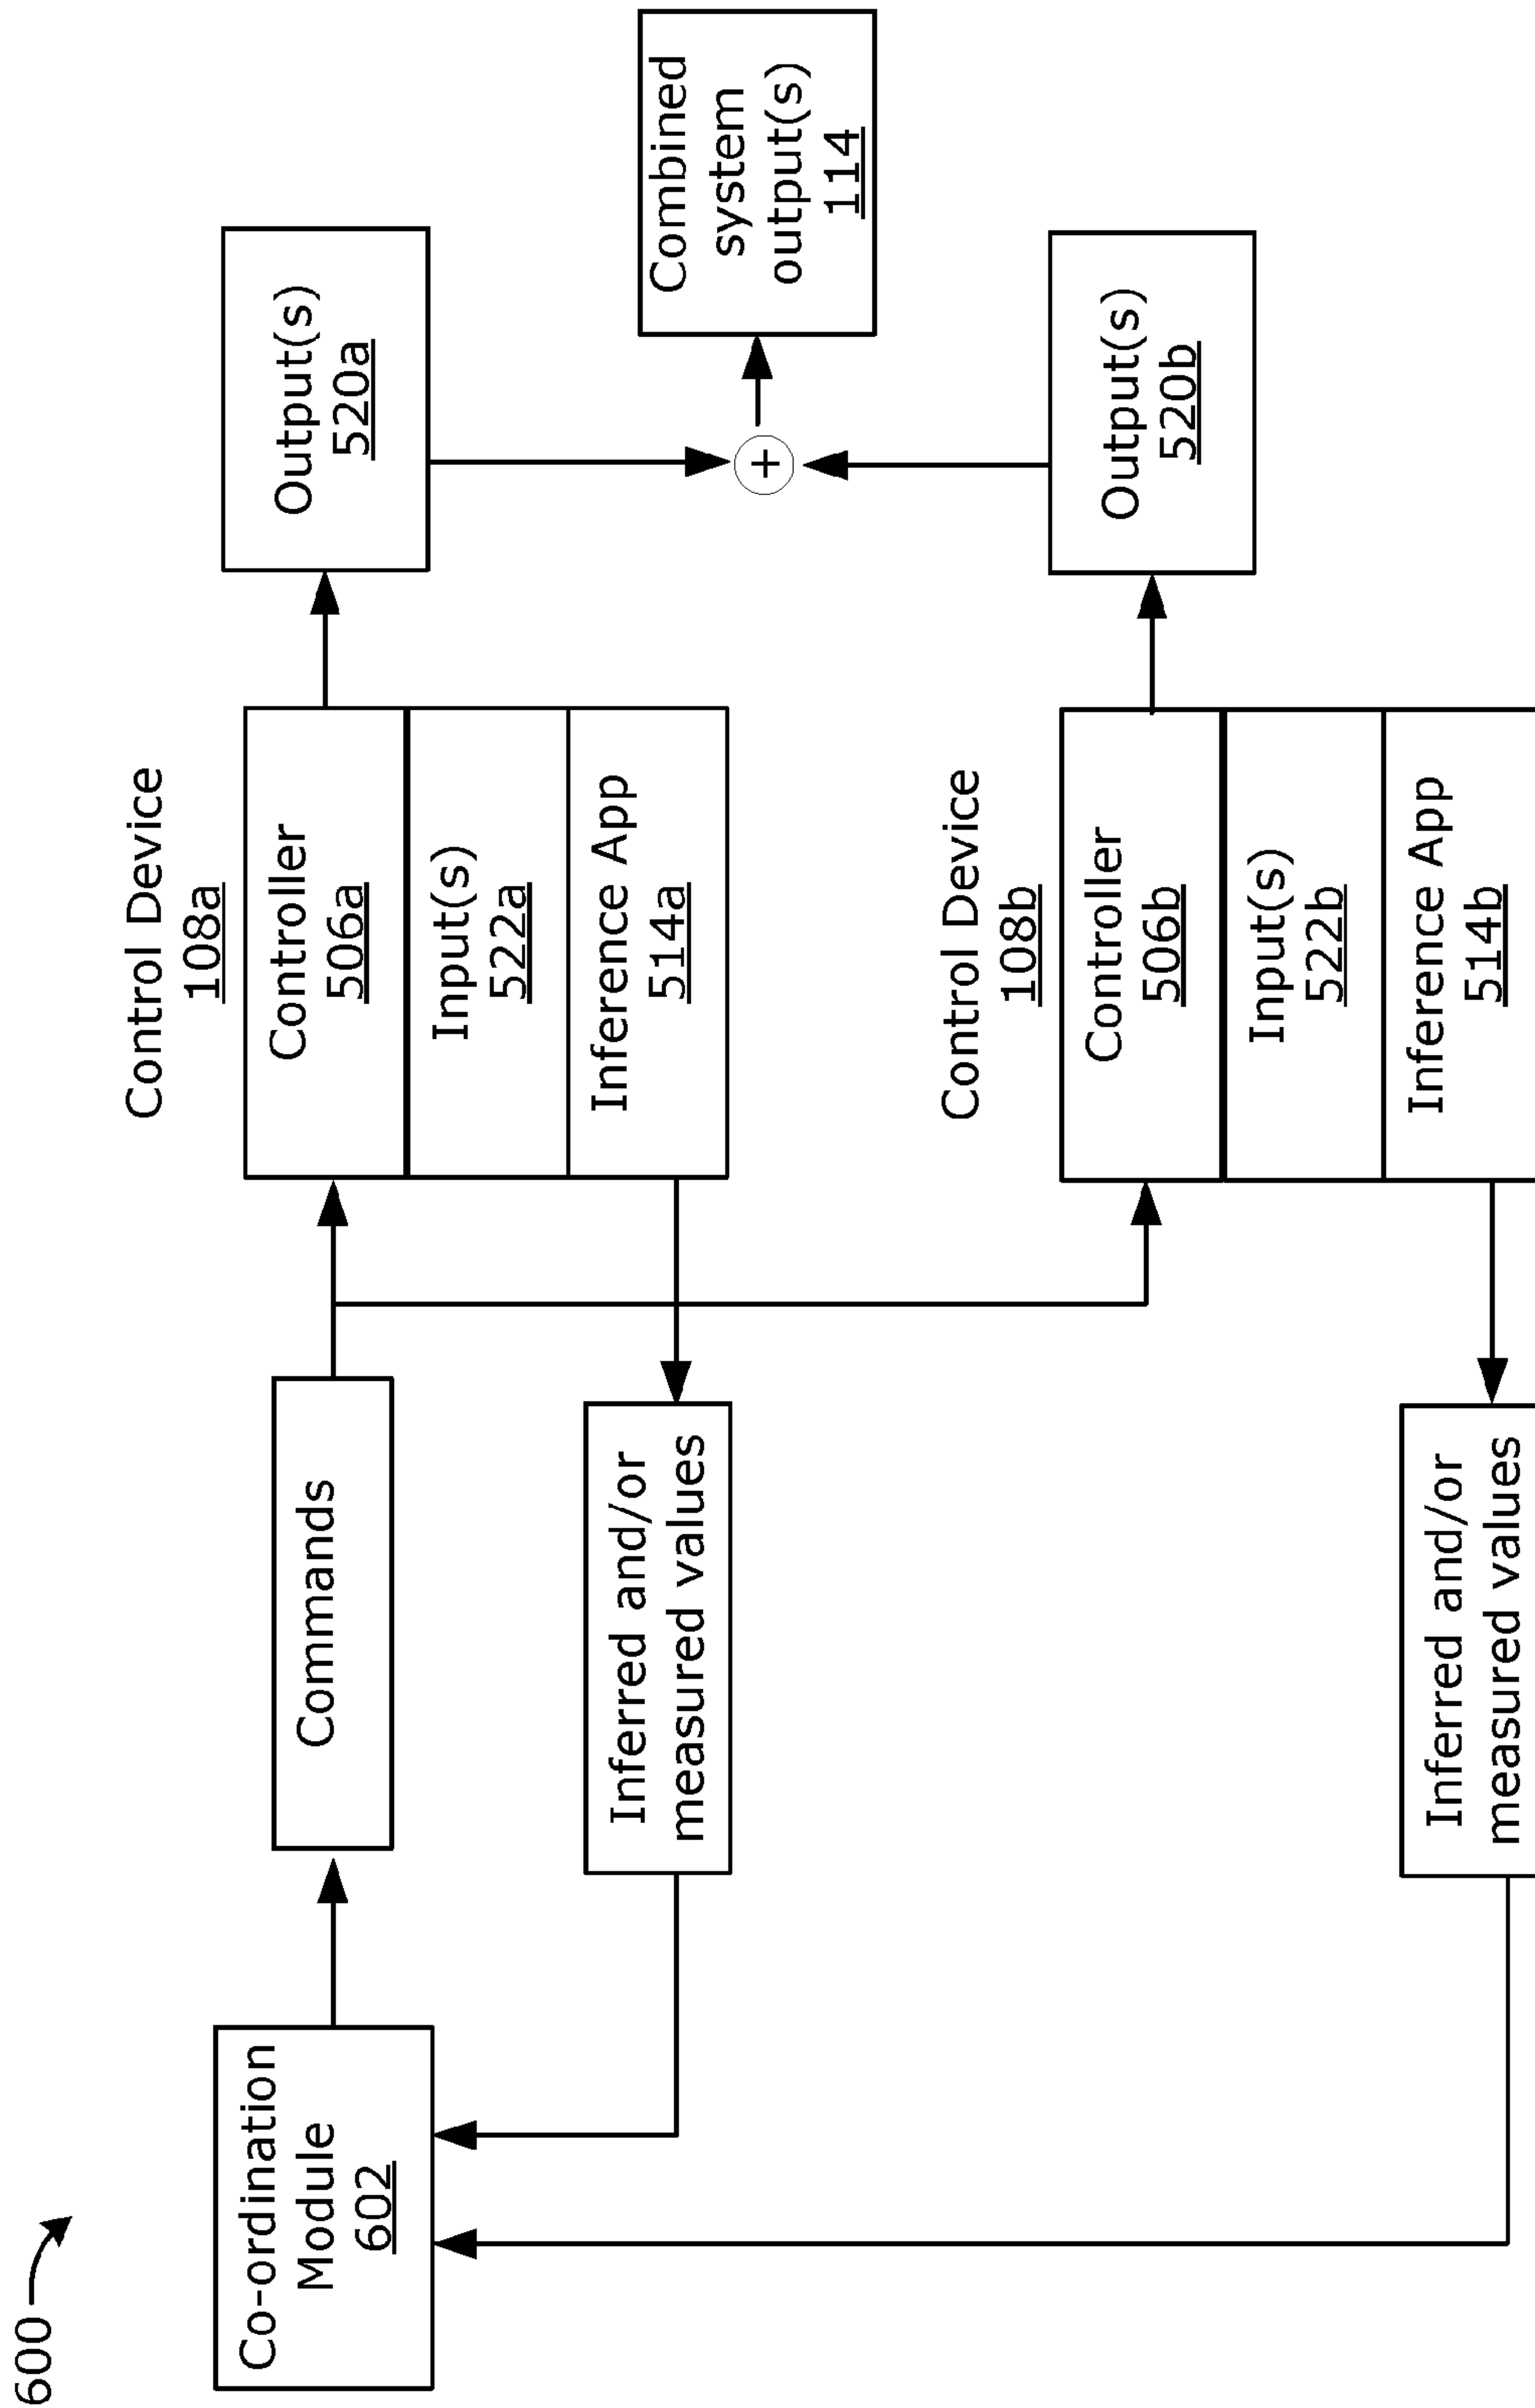 600
Co-ordination
Module
602
Commands
Inferred and/or
measured values
Inferred and/or
measured values
Control Device
108a
Controller
506a
Input(s)
522a
Inference App
514a
Control Device
108b
Controller
506b
Input(s)
522b
Inference App
514b
Output(s)
520a
+
Output(s)
520b
Combined
system
output(s)
114